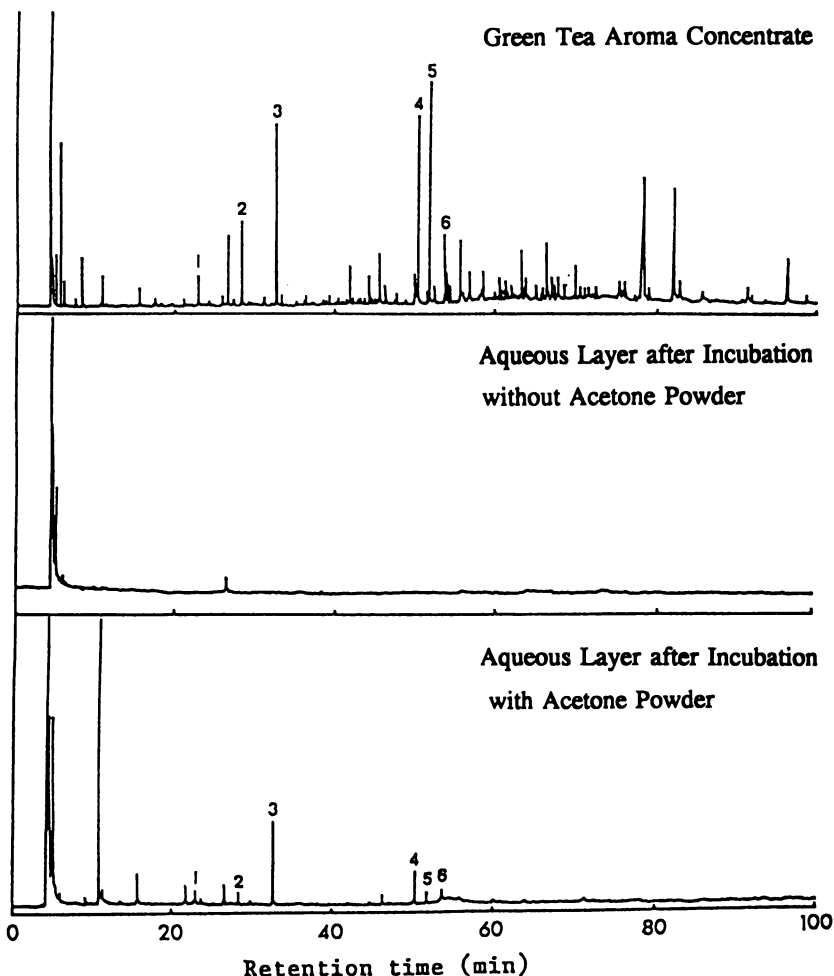 Green Tea Aroma Concentrate
5
4
3
2
6
1
Aqueous Layer after Incubation
without Acetone Powder
Aqueous Layer after Incubation
with Acetone Powder
3
4
1
2
5 6
0 20 40 60 80 100
Retention time (min)